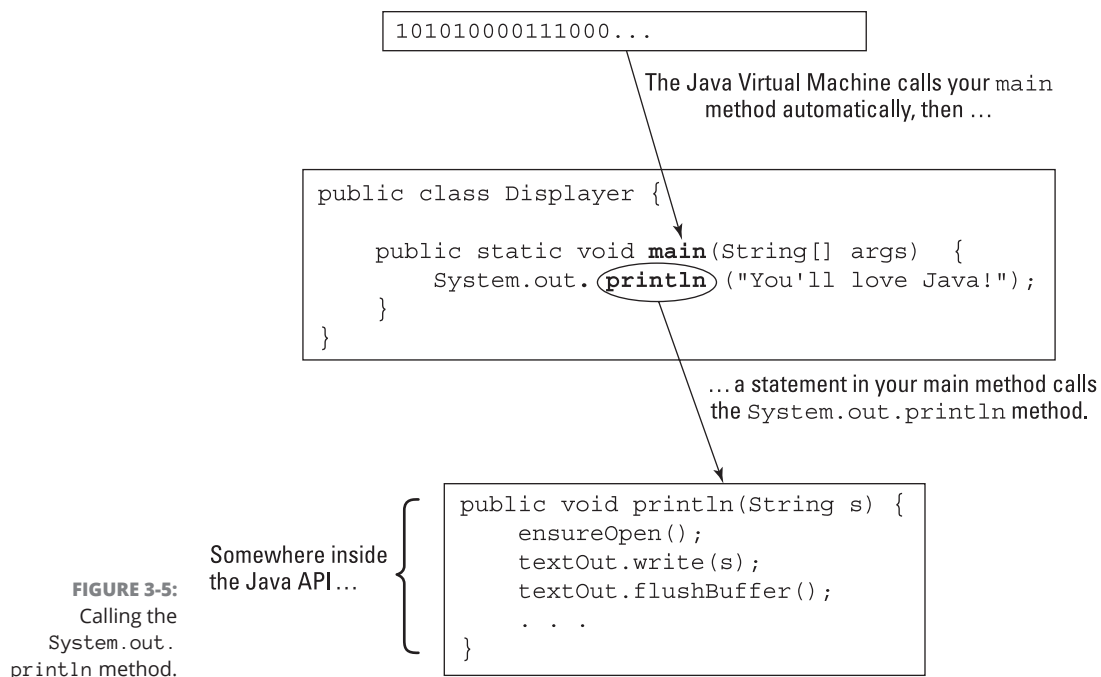 101010000111000...
The Java Virtual Machine calls your main
method automatically, then ...
public class Displayer {
public static void main(String[] args)  {
System.out. println ("You'll love Java!");
}
}
...a statement in your main method calls
the System.out.println method.
public void println(String s) {
ensureOpen();
textOut.write(s);
textOut.flushBuffer();
. . .
}
Somewhere inside
the Java API...
FIGURE 3-5:
Calling the
System.out.
println method.